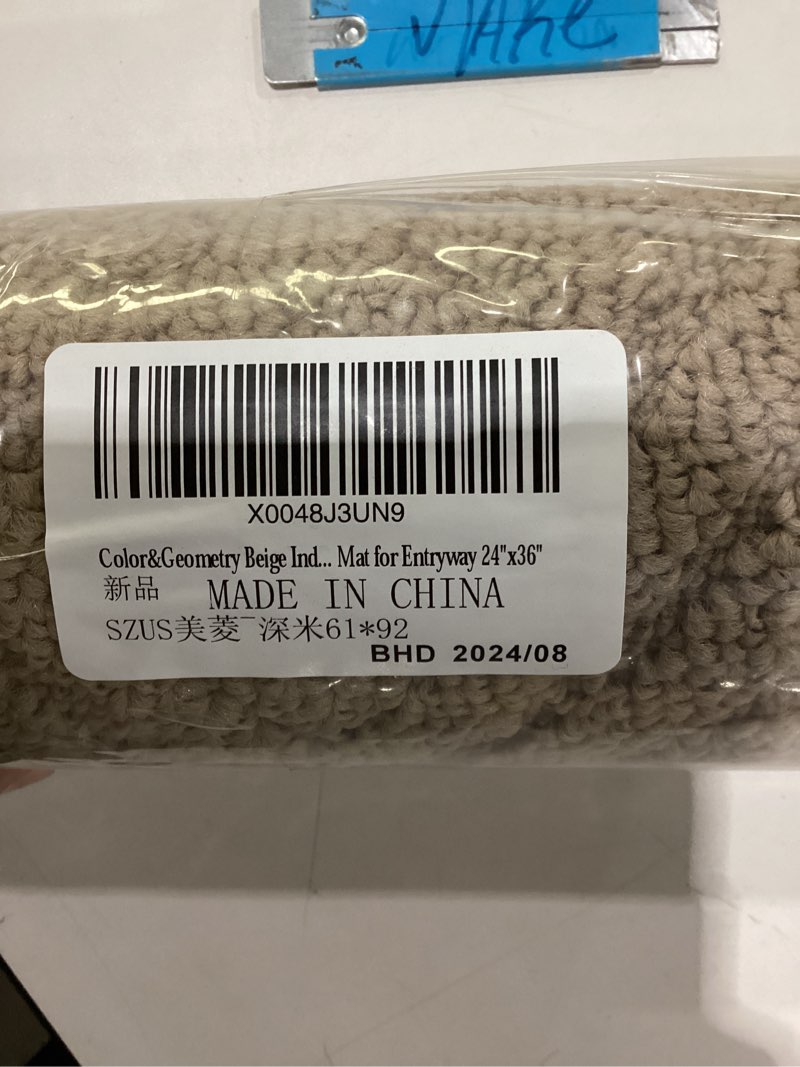 X0048J3UN9
Color&Geometry Beige Ind... Mat for Entryway 24"x36"
新品 MADE IN CHINA
SZUS美菱¯深米61*92
BHD 2024/08